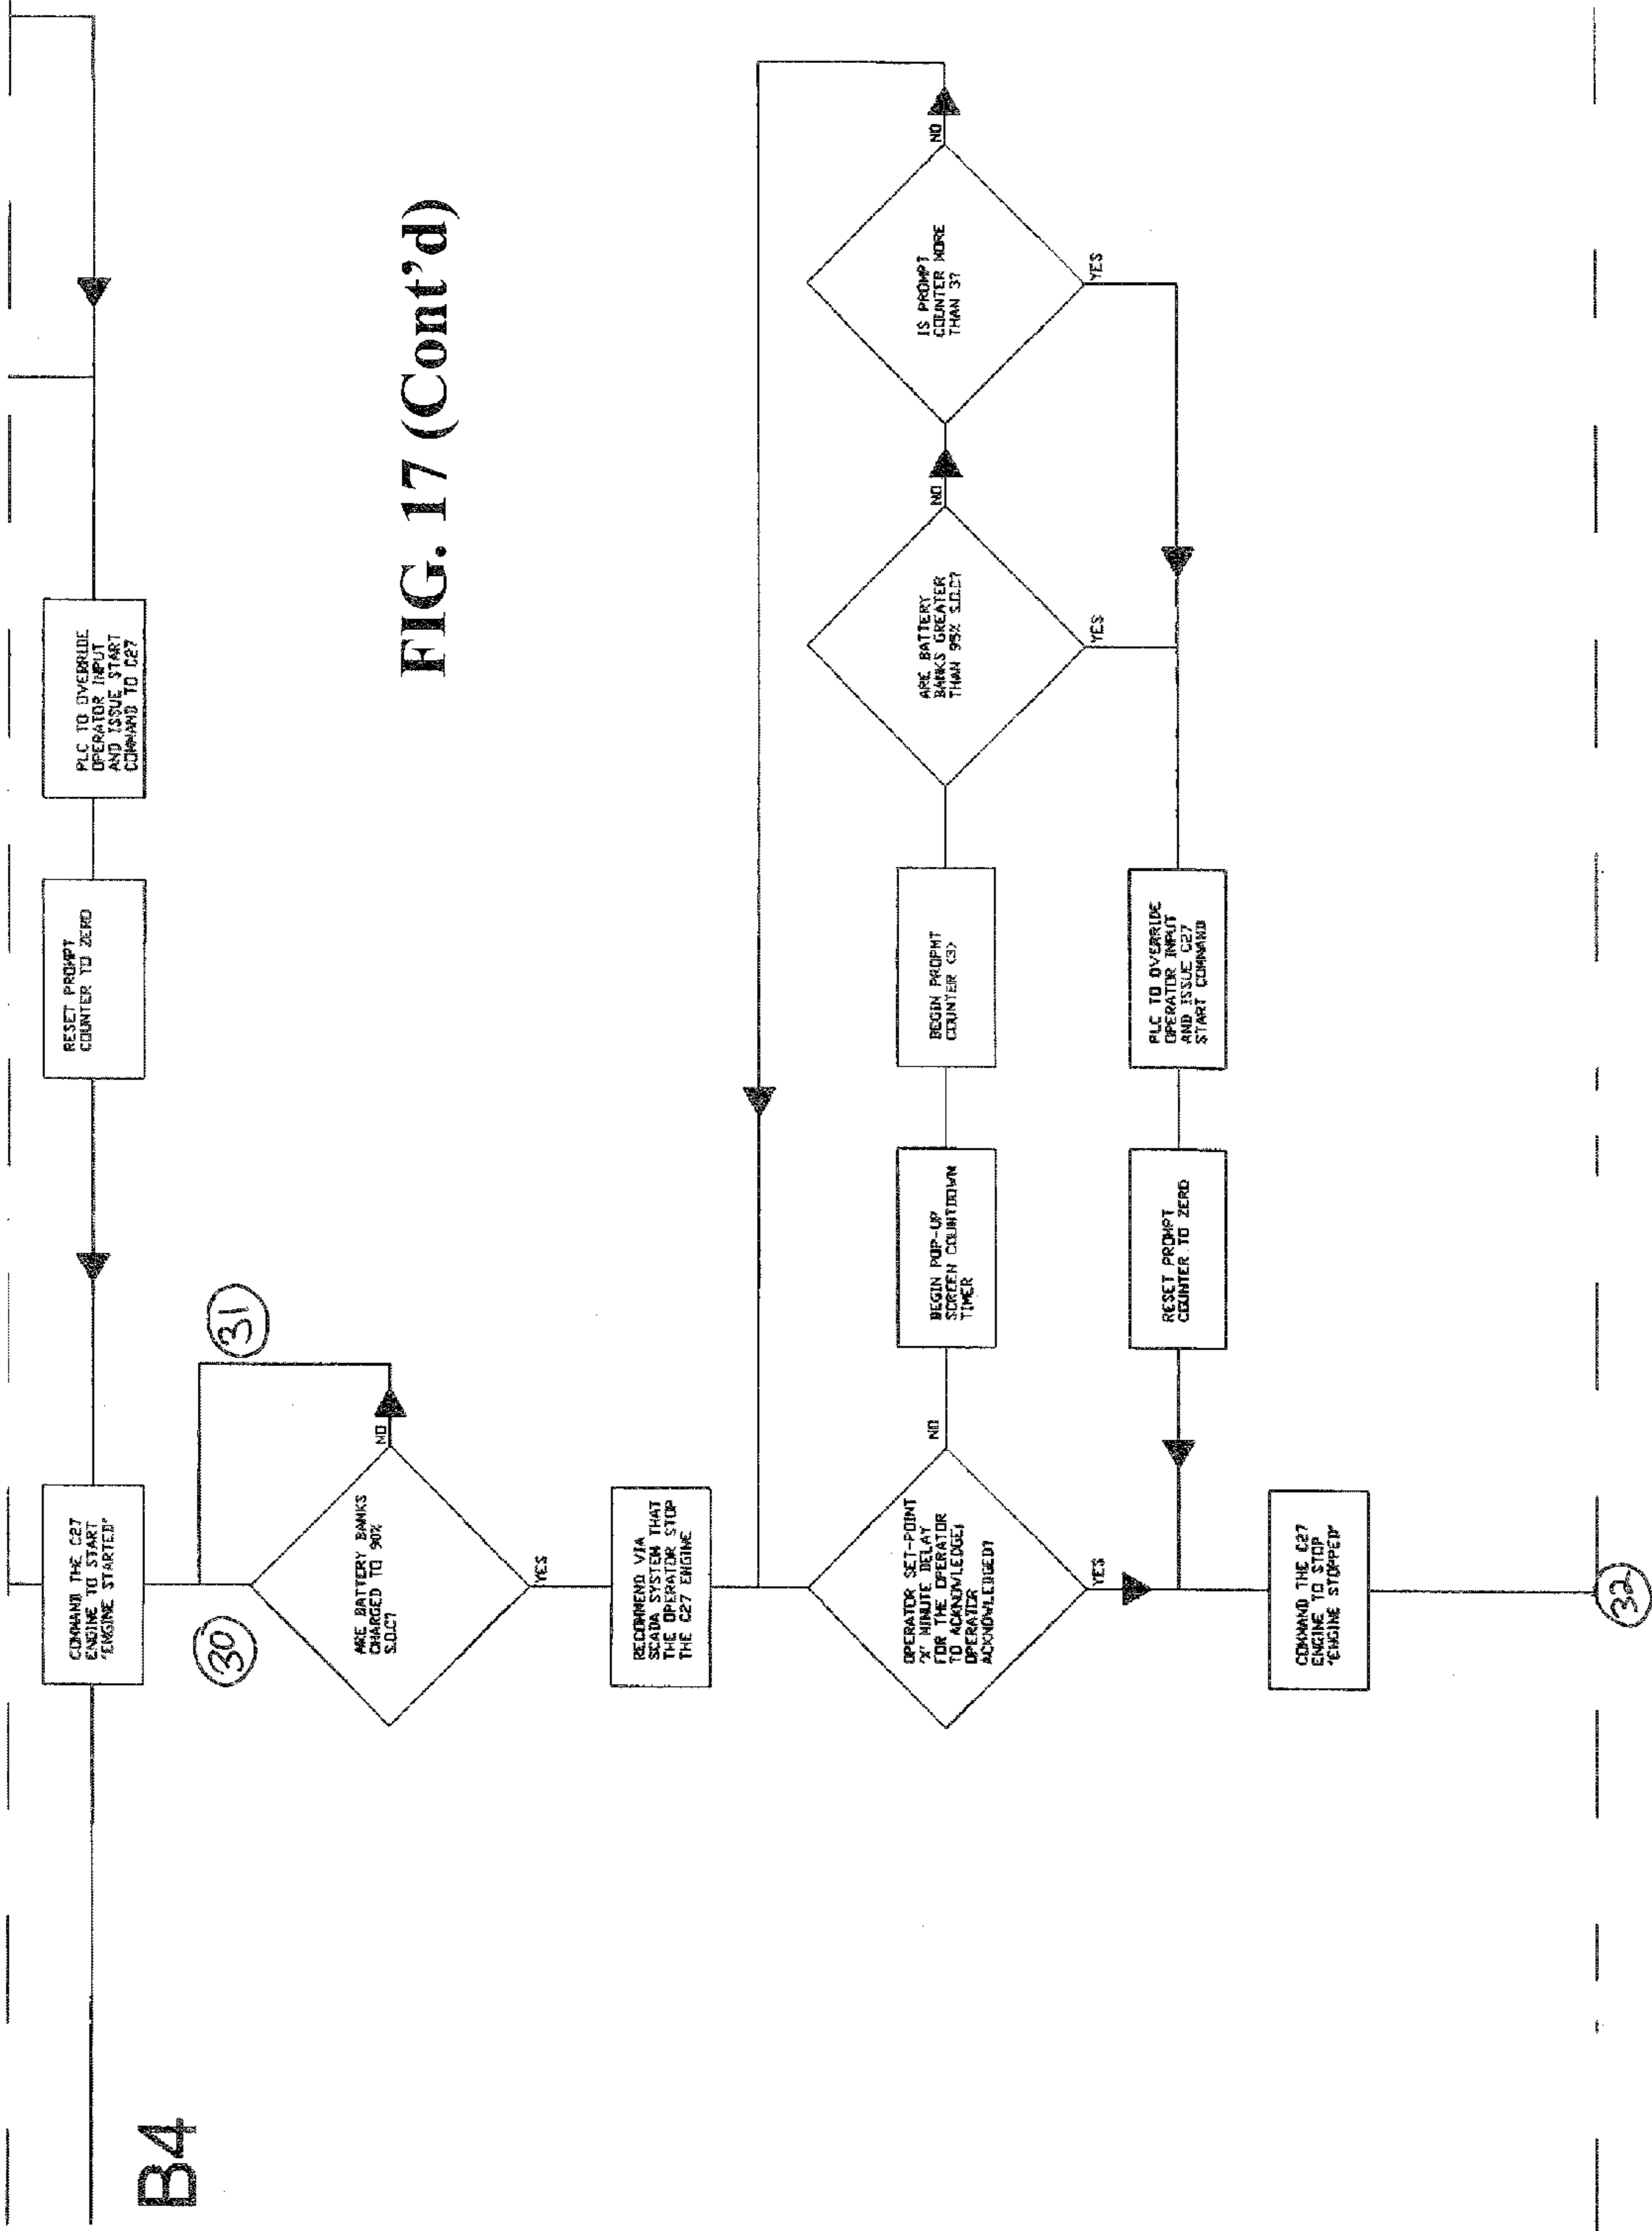 B4
FIG. 17 (Cont'd)
COMMAND THE C27
ENGINE TO START
"ENGINE STARTED"
RESET PROMPT
COUNTER TO ZERO
PLC TO OVERRIDE
OPERATOR INPUT
AND ISSUE START
COMMAND TO C27
30
31
ARE BATTERY BANKS
CHARGED TO 90%
S.O.C?
NO
YES
RECOMMEND VIA
SCADA SYSTEM THAT
THE OPERATOR STOP
THE C27 ENGINE
OPERATOR SET-POINT
'X' MINUTE DELAY
FOR THE OPERATOR
TO ACKNOWLEDGE;
OPERATOR
ACKNOWLEDGED?
NO
YES
BEGIN POP-UP
SCREEN COUNTDOWN
TIMER
BEGIN PROPMT
COUNTER (3)
ARE BATTERY
BANKS GREATER
THAN 95% S.O.C?
NO
YES
IS PROMPT
COUNTER MORE
THAN 3?
NO
YES
RESET PROMPT
COUNTER TO ZERO
PLC TO OVERRIDE
OPERATOR INPUT
AND ISSUE C27
START COMMAND
COMMAND THE C27
ENGINE TO STOP
"ENGINE STOPPED"
32